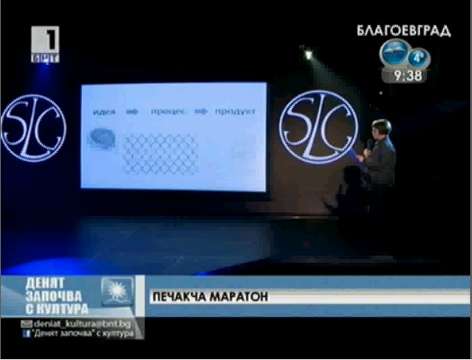 1
БНТ
БЛАГОЕВГРАД
4°
9:38
идея процес продукт
SLC
SLC
ДЕНЯТ
ЗАПОЧВА
С КУЛТУРА
ПЕЧАКЧА МАРАТОН
deniat_kultura@bnt.bg
"Денят започва" с култура